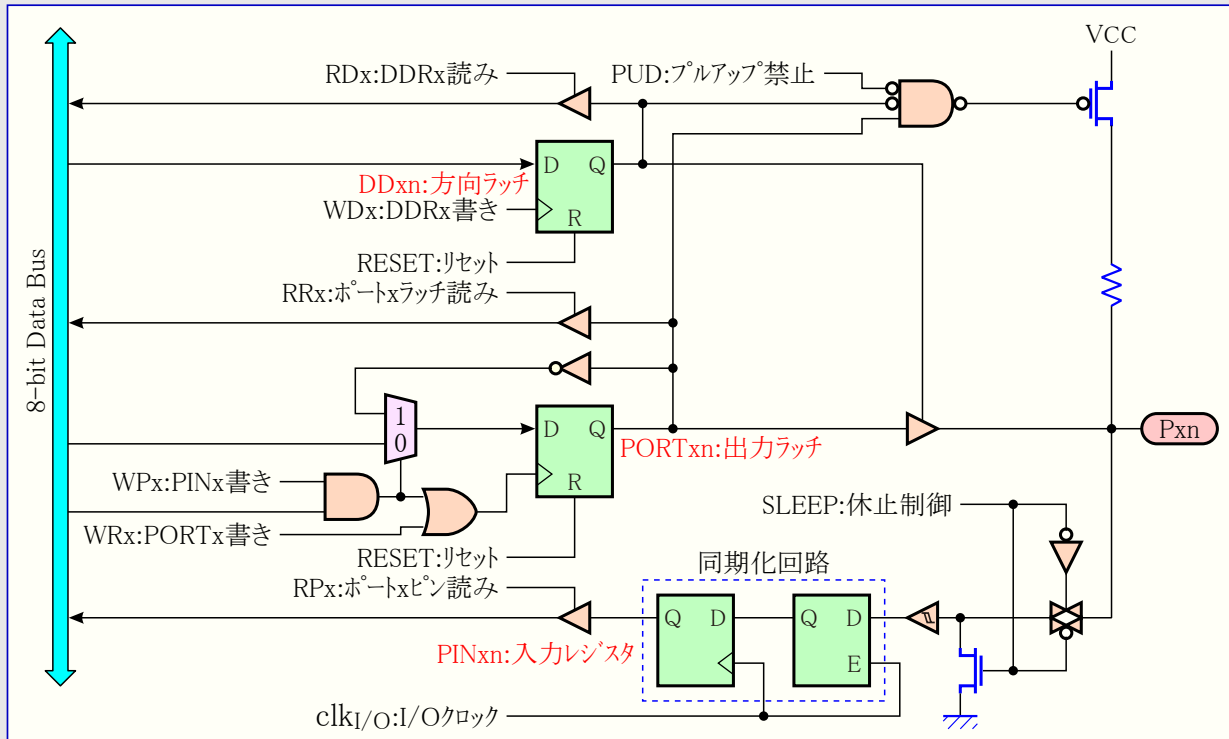 VCC
RDx:DDRx読み
PUD:プルアップ禁止
D Q
DDxn:方向ラッチ
WDx:DDRx書き
R
RESET:リセット
RRx:ポートxラッチ読み
8-bit Data Bus
1
0
D Q
PORTxn:出力ラッチ
Pxn
WPx:PINx書き
R
WRx:PORTx書き
SLEEP:休止制御
RESET:リセット
同期化回路
RPx:ポートxピン読み
Q D Q D
PINxn:入力レジスタ
E
clkI/O:I/Oクロック